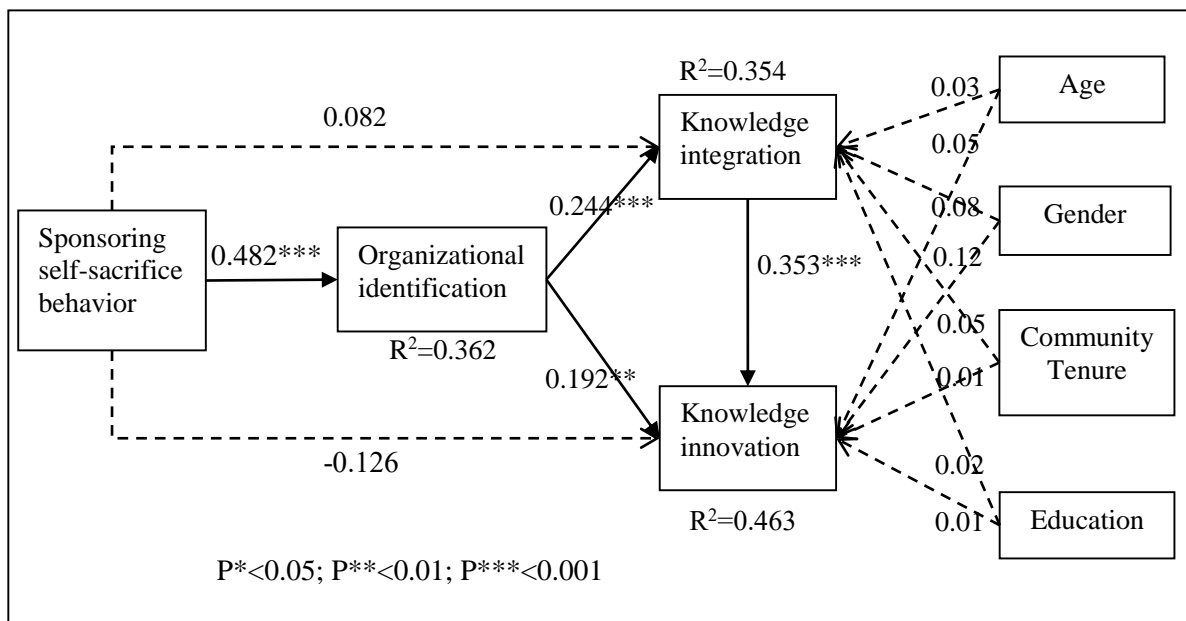 R²=0.354
0.03
Age
0.082
Knowledge
integration
0.05
0.244***
0.08
Gender
Sponsoring
self-sacrifice
behavior
0.482***
Organizational
identification
0.353***
0.12
R²=0.362
0.05
Community
Tenure
0.192**
0.01
Knowledge
innovation
-0.126
0.02
R²=0.463
0.01
Education
P*<0.05; P**<0.01; P***<0.001